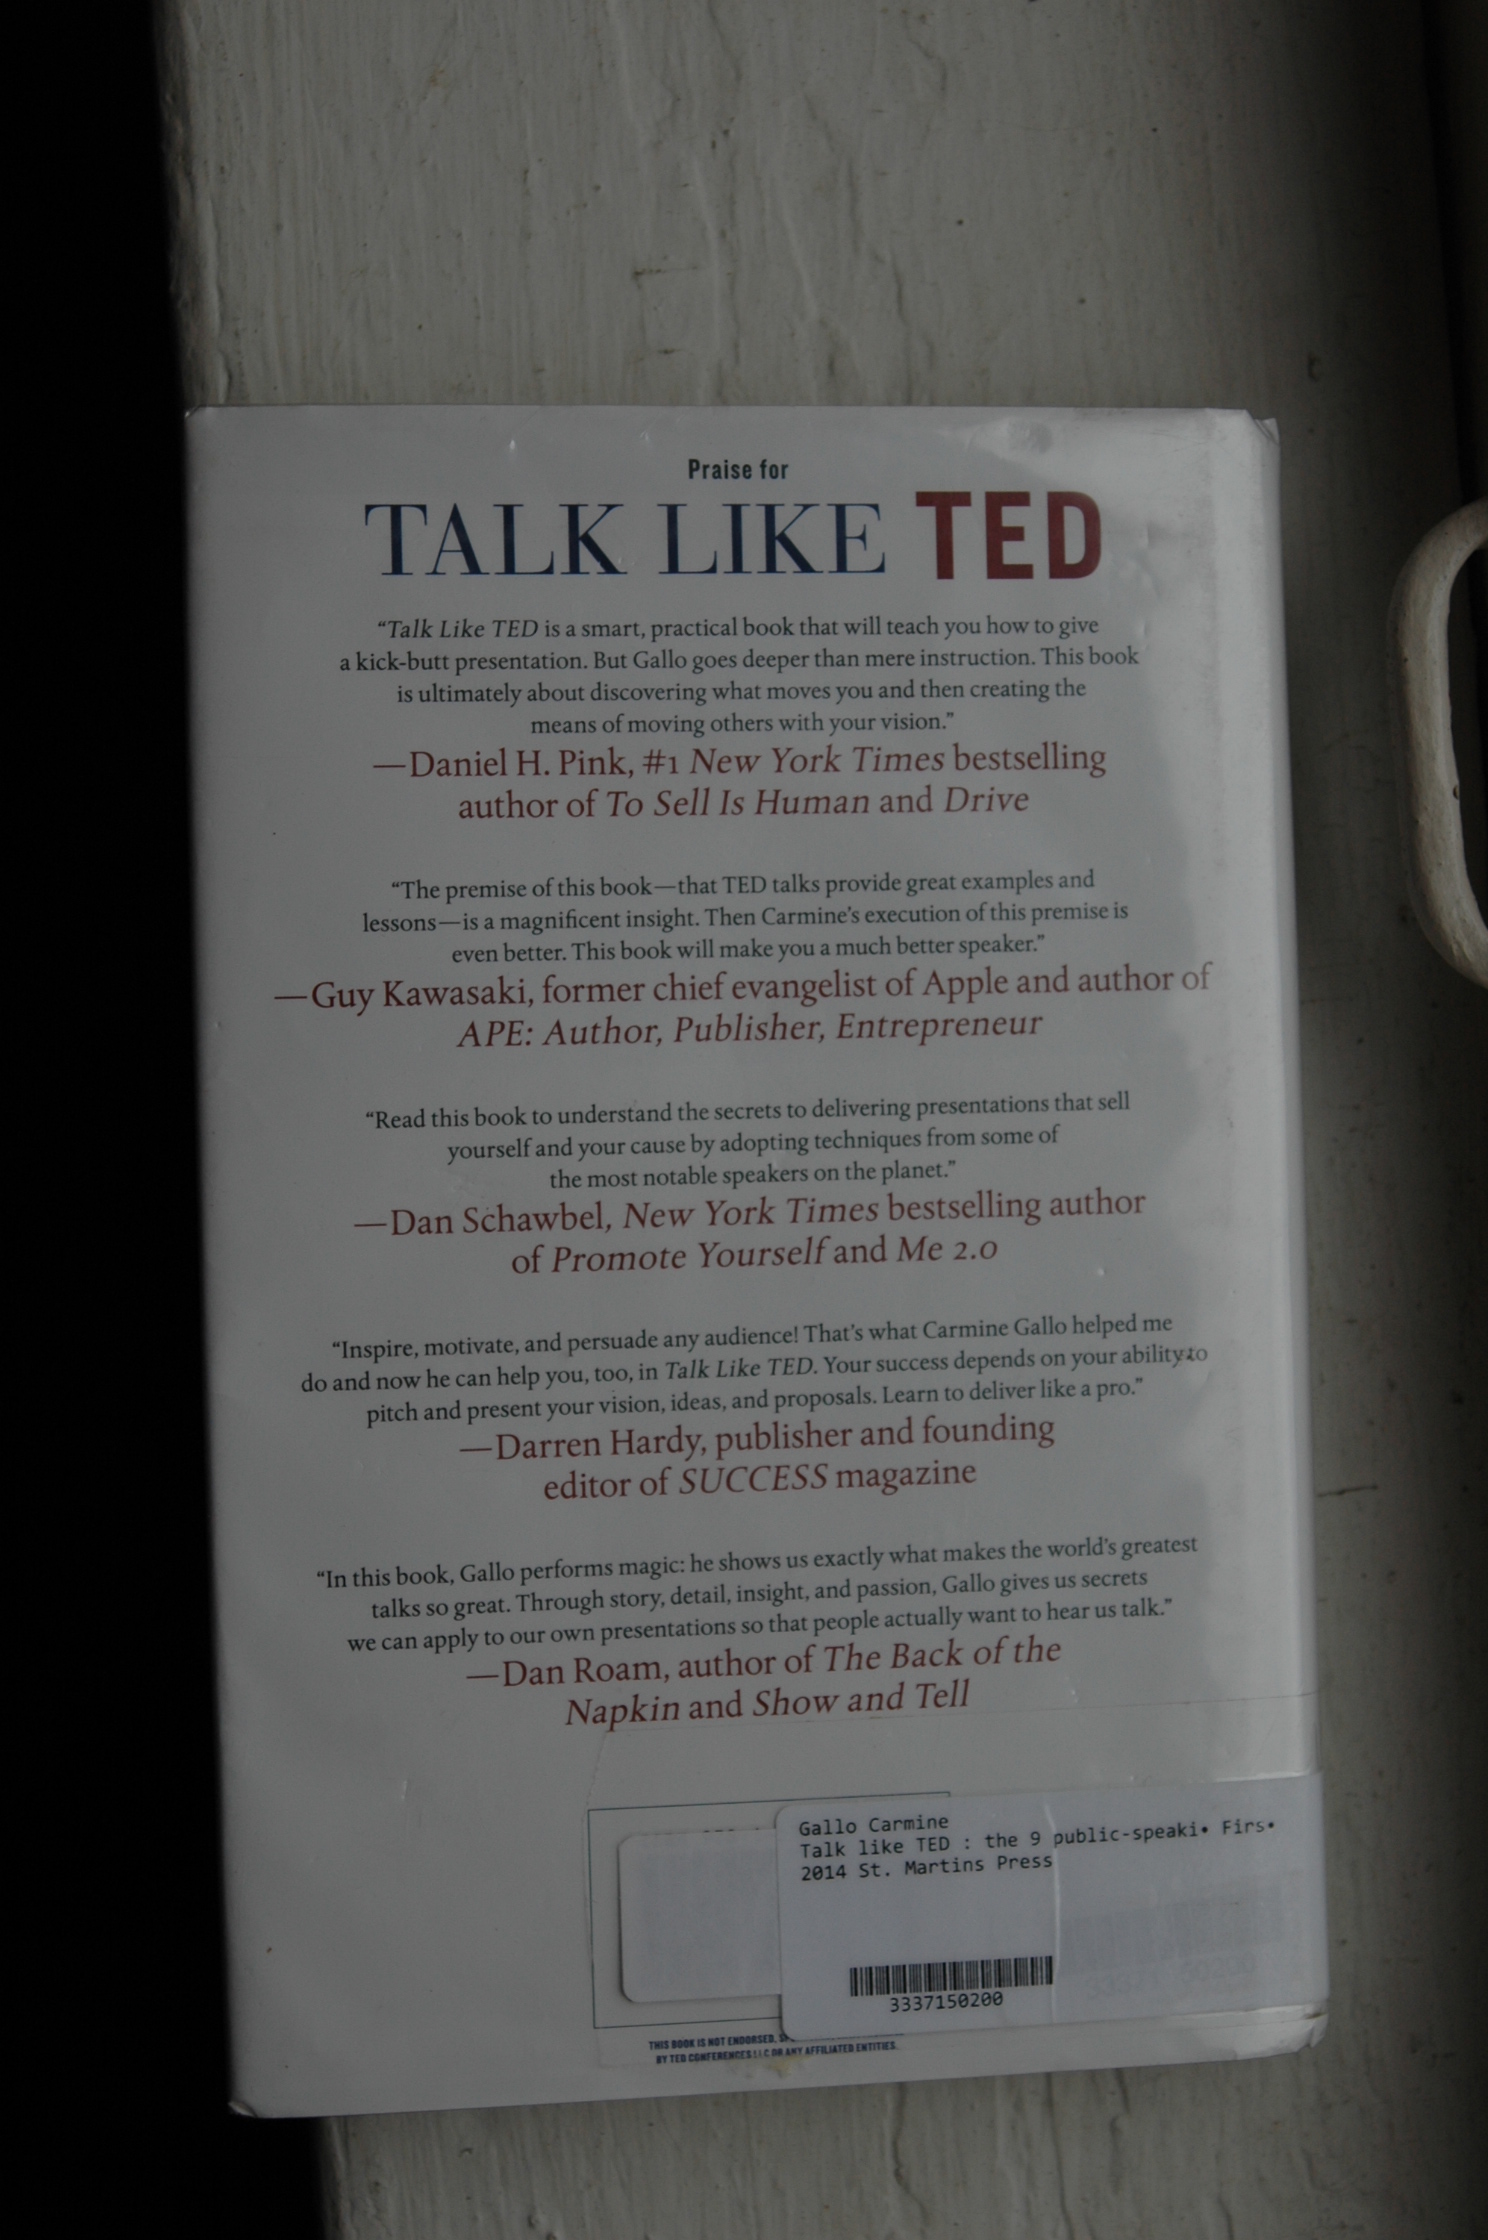 Praise for
TALK LIKE TED
“Talk Like TED is a smart, practical book that will teach you how to give
a kick-butt presentation. But Gallo goes deeper than mere instruction. This book
is ultimately about discovering what moves you and then creating the
means of moving others with your vision.”
—Daniel H. Pink, #1 New York Times bestselling
author of To Sell Is Human and Drive
“The premise of this book—that TED talks provide great examples and
lessons—is a magnificent insight. Then Carmine’s execution of this premise is
even better. This book will make you a much better speaker.”
—Guy Kawasaki, former chief evangelist of Apple and author of
APE: Author, Publisher, Entrepreneur
“Read this book to understand the secrets to delivering presentations that sell
yourself and your cause by adopting techniques from some of
the most notable speakers on the planet.”
—Dan Schawbel, New York Times bestselling author
of Promote Yourself and Me 2.0
“Inspire, motivate, and persuade any audience! That’s what Carmine Gallo helped me
do and now he can help you, too, in Talk Like TED. Your success depends on your ability to
pitch and present your vision, ideas, and proposals. Learn to deliver like a pro.”
—Darren Hardy, publisher and founding
editor of SUCCESS magazine
“In this book, Gallo performs magic: he shows us exactly what makes the world’s greatest
talks so great. Through story, detail, insight, and passion, Gallo gives us secrets
we can apply to our own presentations so that people actually want to hear us talk.”
—Dan Roam, author of The Back of the
Napkin and Show and Tell
Gallo Carmine
Talk like TED : the 9 public-speaki• Firs•
2014 St. Martins Press
3337150200
THIS BOOK IS NOT ENDORSED,
BY TED CONFERENCES LLC OR ANY AFFILIATED ENTITIES.